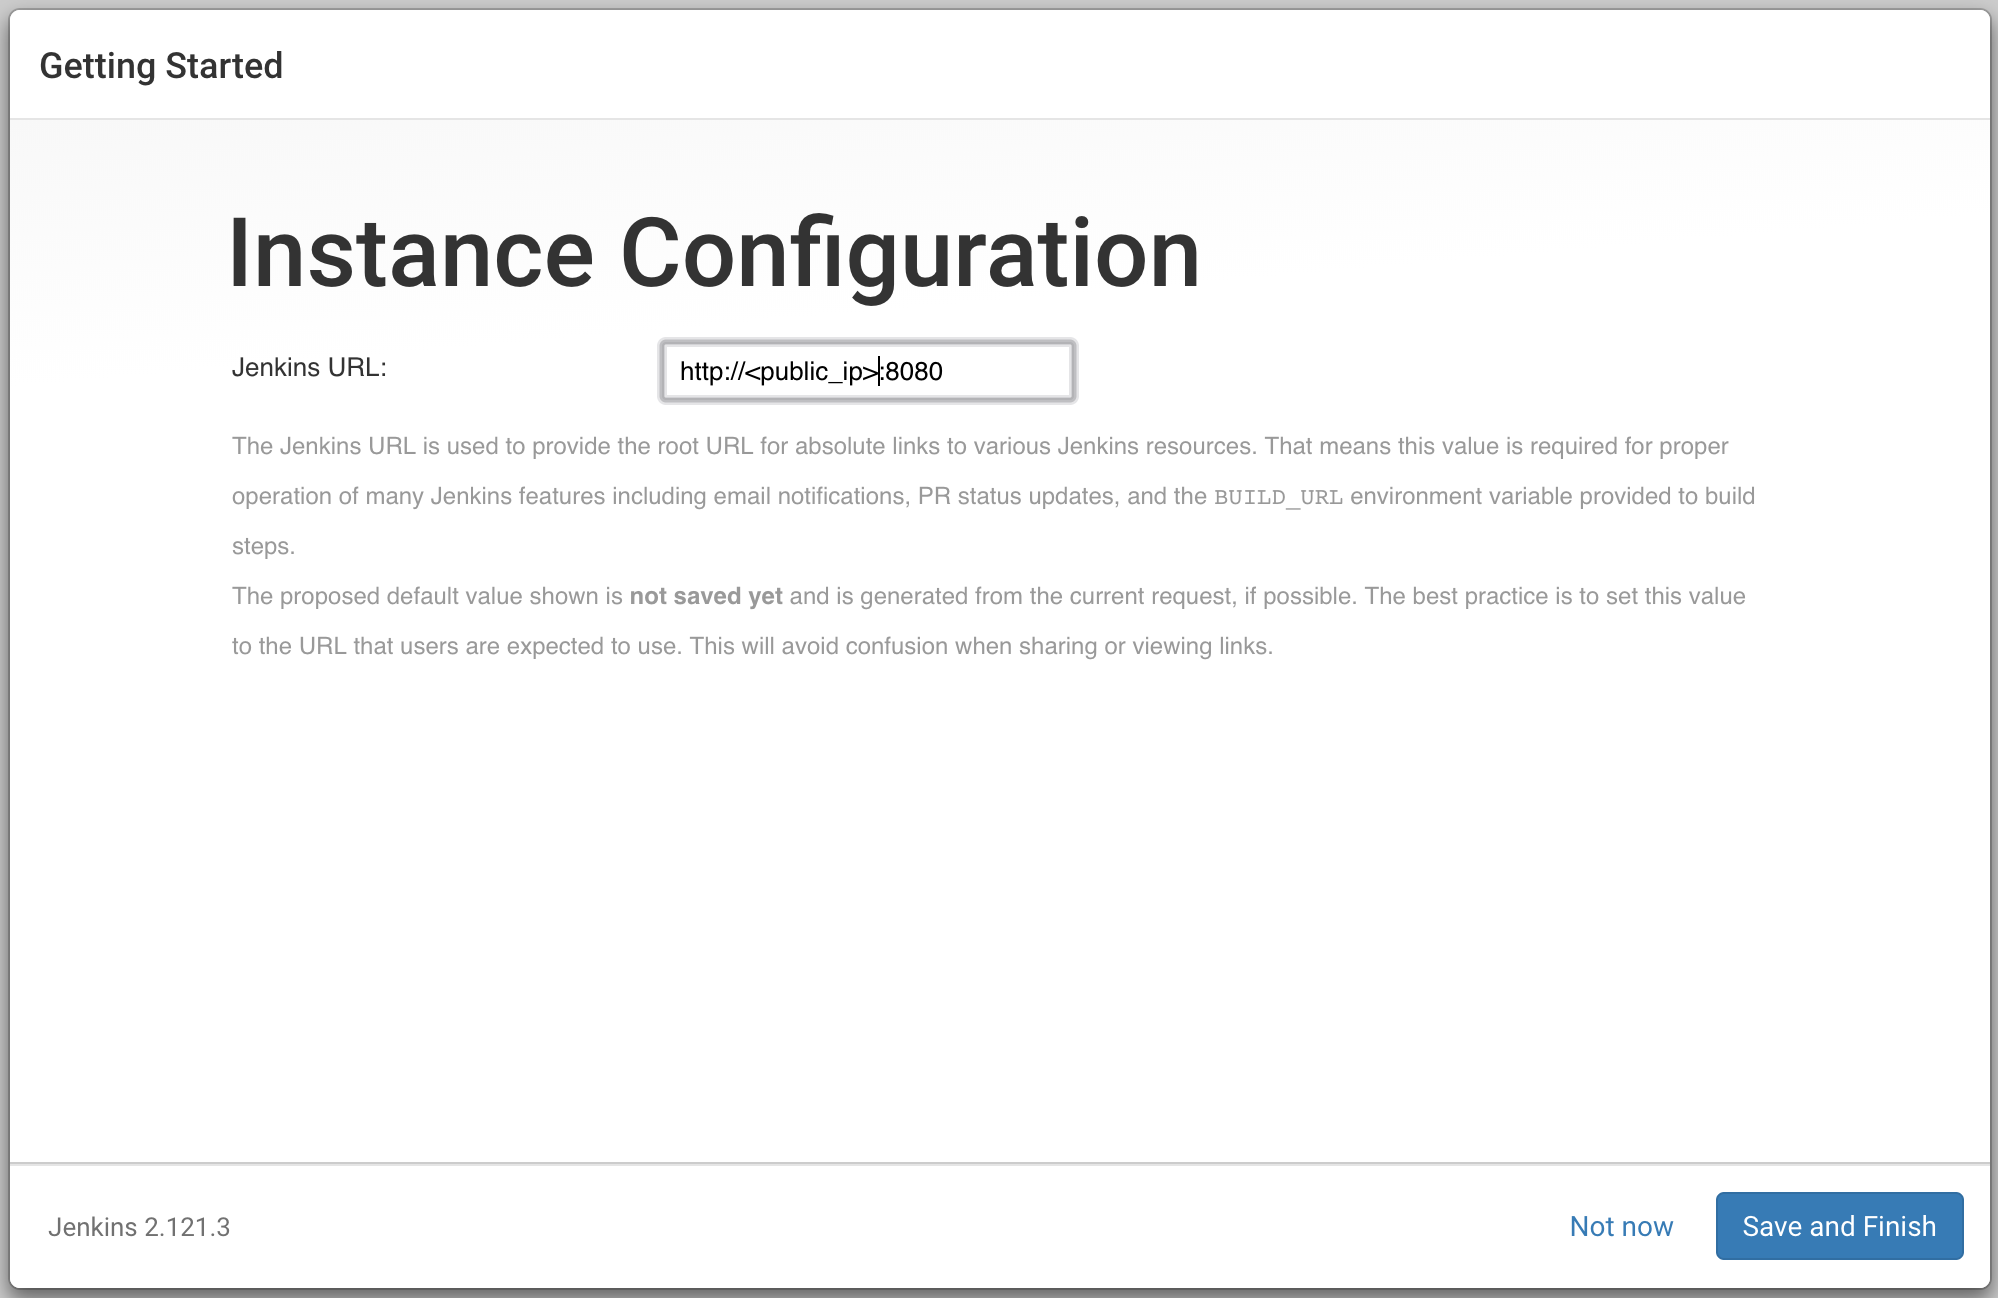 Getting Started
Instance Configuration
Jenkins URL:
http://<public_ip>:8080
The Jenkins URL is used to provide the root URL for absolute links to various Jenkins resources. That means this value is required for proper
operation of many Jenkins features including email notifications, PR status updates, and the BUILD_URL environment variable provided to build
steps.
The proposed default value shown is not saved yet and is generated from the current request, if possible. The best practice is to set this value
to the URL that users are expected to use. This will avoid confusion when sharing or viewing links.
Jenkins 2.121.3
Not now
Save and Finish